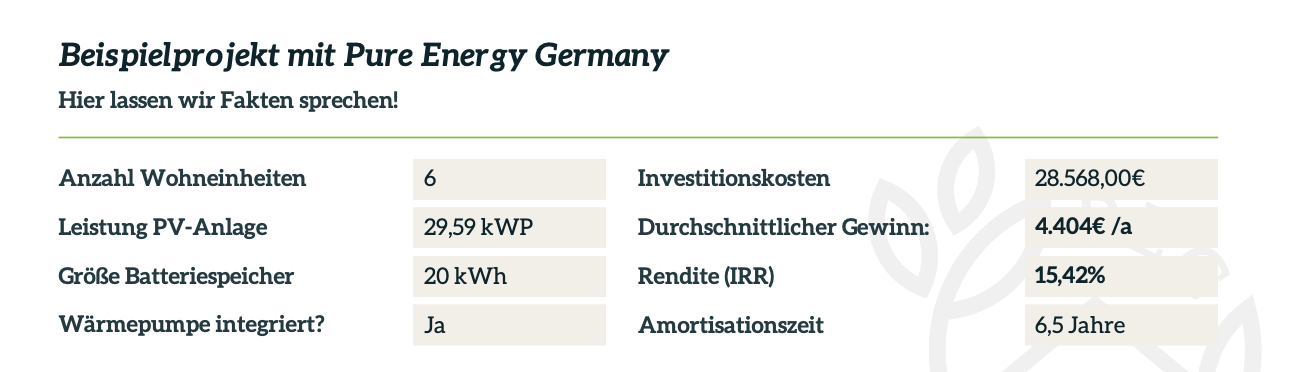 Beispielprojekt mit Pure Energy Germany
Hier lassen wir Fakten sprechen!
Anzahl Wohneinheiten 6 Investitionskosten 28.568,00€
Leistung PV-Anlage 29,59 kWP Durchschnittlicher Gewinn: 4.404€ /a
Größe Batteriespeicher 20 kWh Rendite (IRR) 15,42%
Wärmepumpe integriert? Ja Amortisationszeit 6,5 Jahre